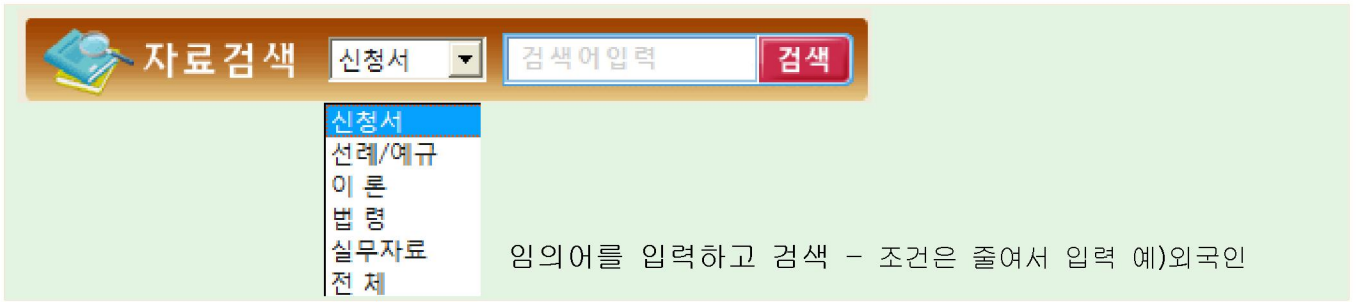 자료검색 신청서 검색어입력 검색
신청서
선례/예규
이 론
법 령
실무자료
전 체
임의어를 입력하고 검색 - 조건은 줄여서 입력 예)외국인